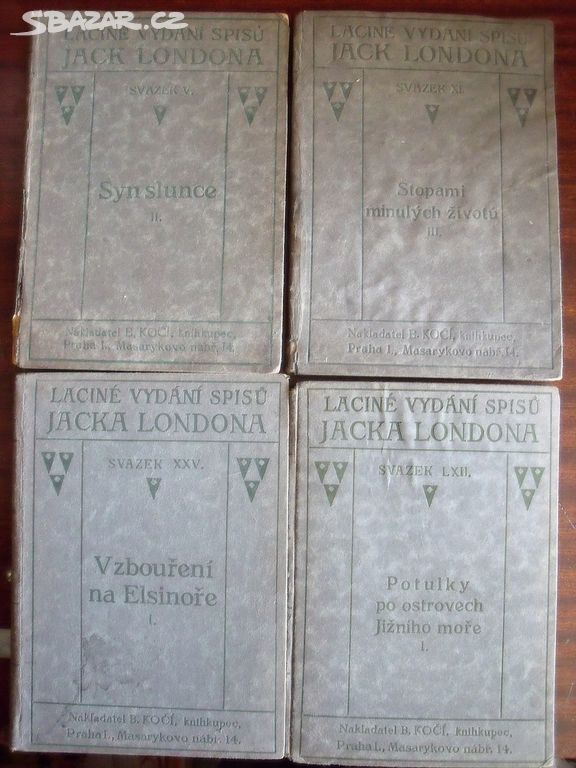 SBAZAR.CZ
LACINÉ VYDÁNÍ SPISŮ
JACK LONDONA
SVAZEK V.
Syn slunce
II.
Nakladatel B. KOČÍ, knihkupec,
Praha I., Masarykovo nábř. 14.
LACINÉ VYDÁNÍ SPISŮ
JACK LONDONA
SVAZEK XI.
Stopami
minulých životů
III.
Nakladatel B. KOČÍ, knihkupec,
Praha I., Masarykovo nábř. 14.
LACINÉ VYDÁNÍ SPISŮ
JACKA LONDONA
SVAZEK XXV.
Vzbouření
na Elsinoře
I.
Nakladatel B. KOČÍ, knihkupec,
Praha I., Masarykovo nábř. 14.
LACINÉ VYDÁNÍ SPISŮ
JACKA LONDONA
SVAZEK LXII.
Potulky
po ostrovech
Jižního moře
I.
Nakladatel B. KOČÍ, knihkupec,
Praha I., Masarykovo nábř. 14.